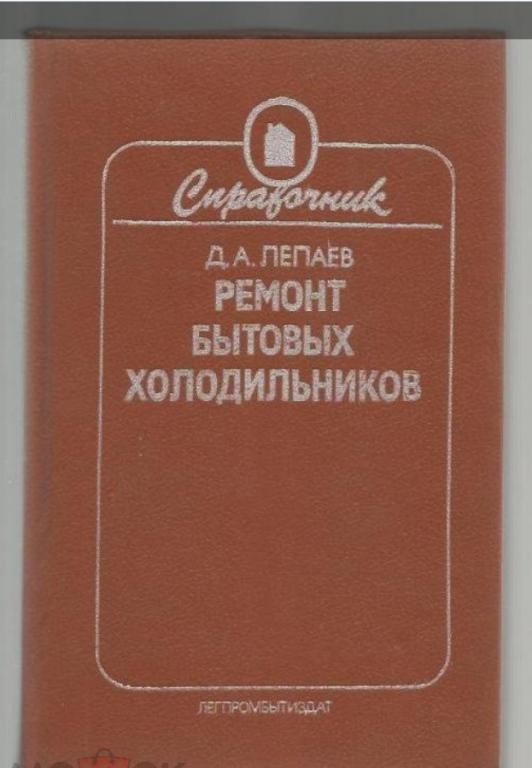 Справочник
Д. А. ЛЕПАЕВ
РЕМОНТ
БЫТОВЫХ
ХОЛОДИЛЬНИКОВ
ЛЕГПРОМБЫТИЗДАТ